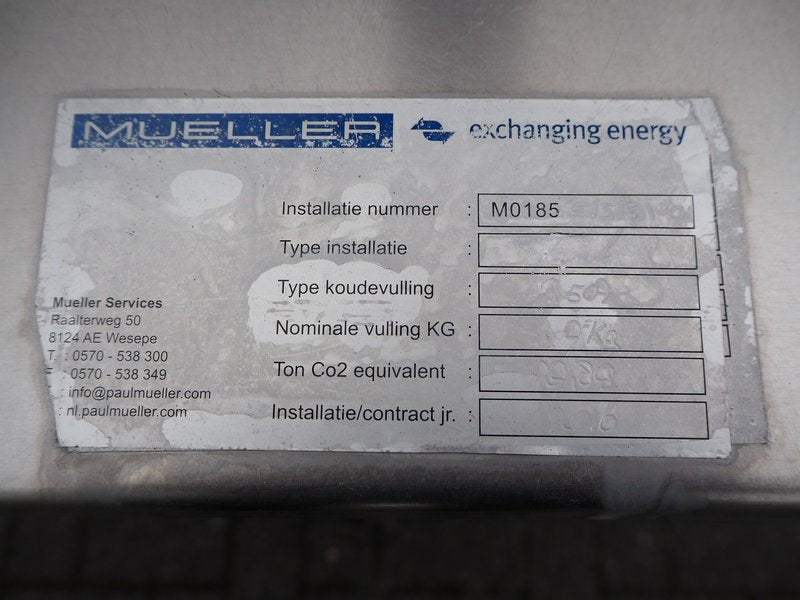 MUELLER exchanging energy
Installatie nummer : M0185
Type installatie :
Type koudevulling :
Nominale vulling KG :
Ton Co2 equivalent :
Installatie/contract jr. :
Mueller Services
Raalterweg 50
8124 AE Wesepe
T. : 0570 - 538 300
: 0570 - 538 349
: info@paulmueller.com
: nl.paulmueller.com